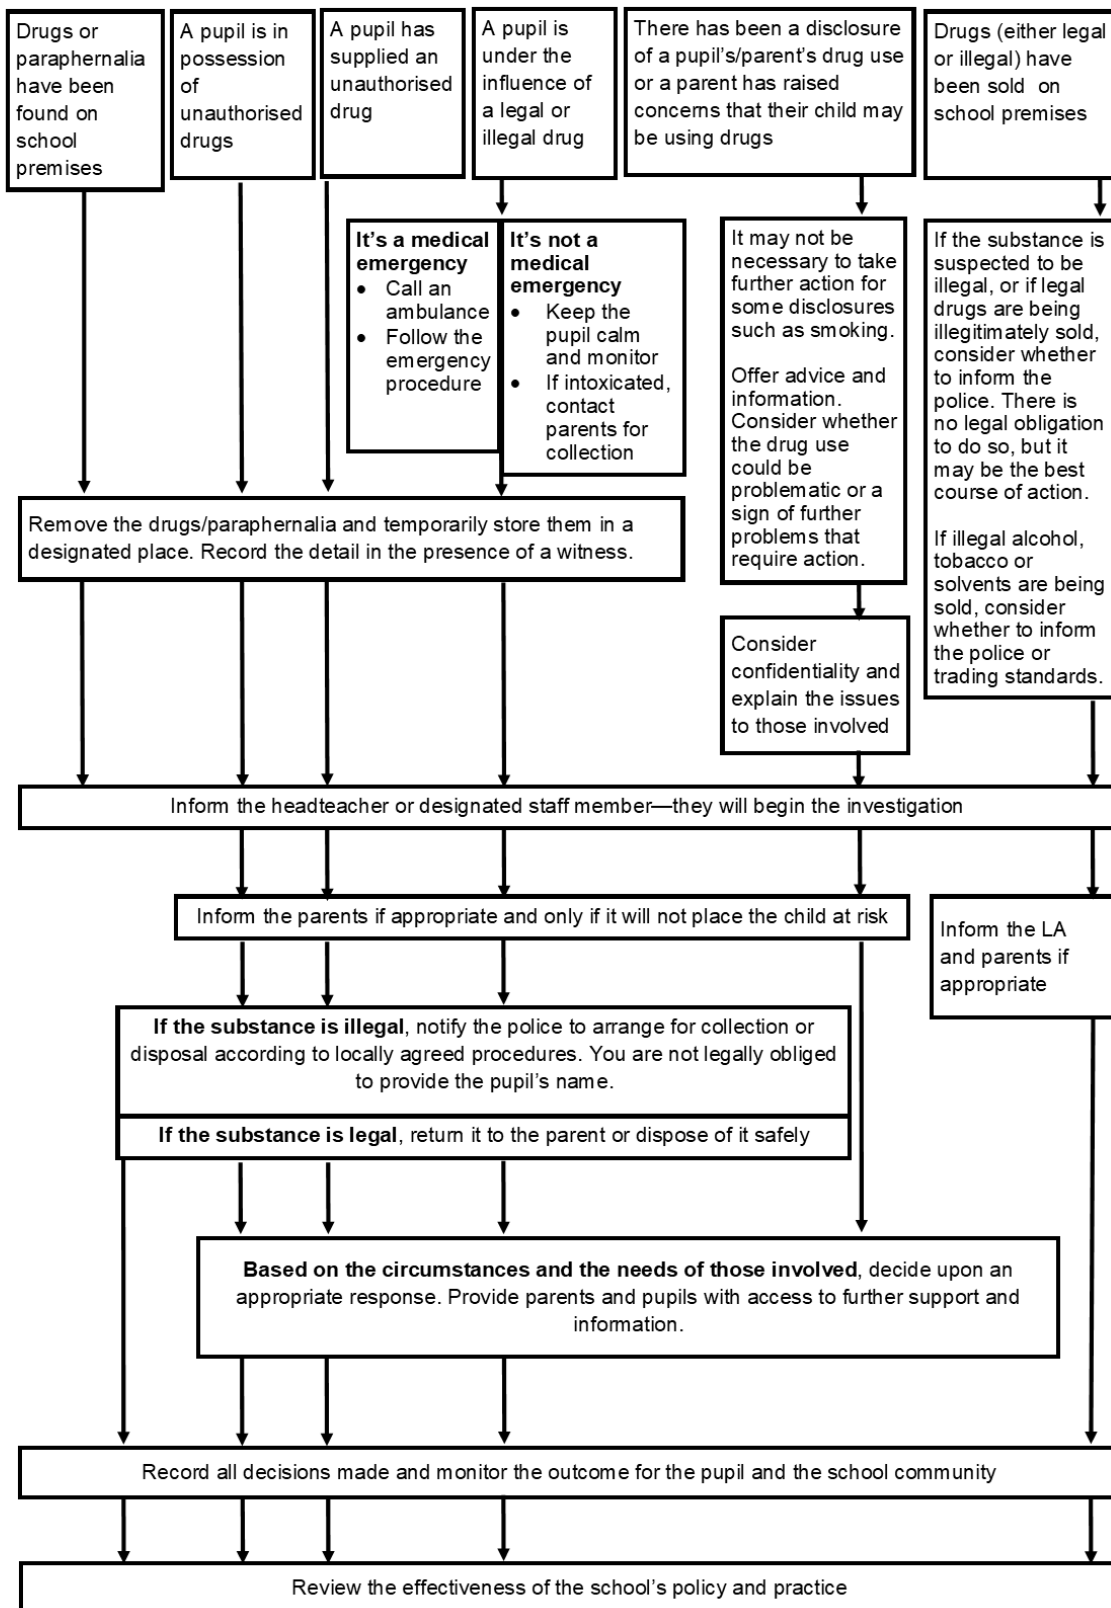 Drugs or
paraphernalia
have been
found on
school
premises
A pupil is in
possession
of
unauthorised
drugs
A pupil has
supplied an
unauthorised
drug
A pupil is
under the
influence of
a legal or
illegal drug
There has been a disclosure
of a pupil's/parent's drug use
or a parent has raised
concerns that their child may
be using drugs
Drugs (either legal
or illegal) have
been sold on
school premises
It's a medical
emergency
• Call an
ambulance
• Follow the
emergency
procedure
It's not a
medical
emergency
• Keep the
pupil calm
and monitor
• If intoxicated,
contact
parents for
collection
It may not be
necessary to take
further action for
some disclosures
such as smoking.
Offer advice and
information.
Consider whether
the drug use
could be
problematic or a
sign of further
problems that
require action.
If the substance is
suspected to be
illegal, or if legal
drugs are being
illegitimately sold,
consider whether
to inform the
police. There is
no legal obligation
to do so, but it
may be the best
course of action.
If illegal alcohol,
tobacco or
solvents are being
sold, consider
whether to inform
the police or
trading standards.
Remove the drugs/paraphernalia and temporarily store them in a
designated place. Record the detail in the presence of a witness.
Consider
confidentiality and
explain the issues
to those involved
Inform the headteacher or designated staff member—they will begin the investigation
Inform the parents if appropriate and only if it will not place the child at risk
Inform the LA
and parents if
appropriate
If the substance is illegal, notify the police to arrange for collection or
disposal according to locally agreed procedures. You are not legally obliged
to provide the pupil's name.
If the substance is legal, return it to the parent or dispose of it safely
Based on the circumstances and the needs of those involved, decide upon an
appropriate response. Provide parents and pupils with access to further support and
information.
Record all decisions made and monitor the outcome for the pupil and the school community
Review the effectiveness of the school's policy and practice